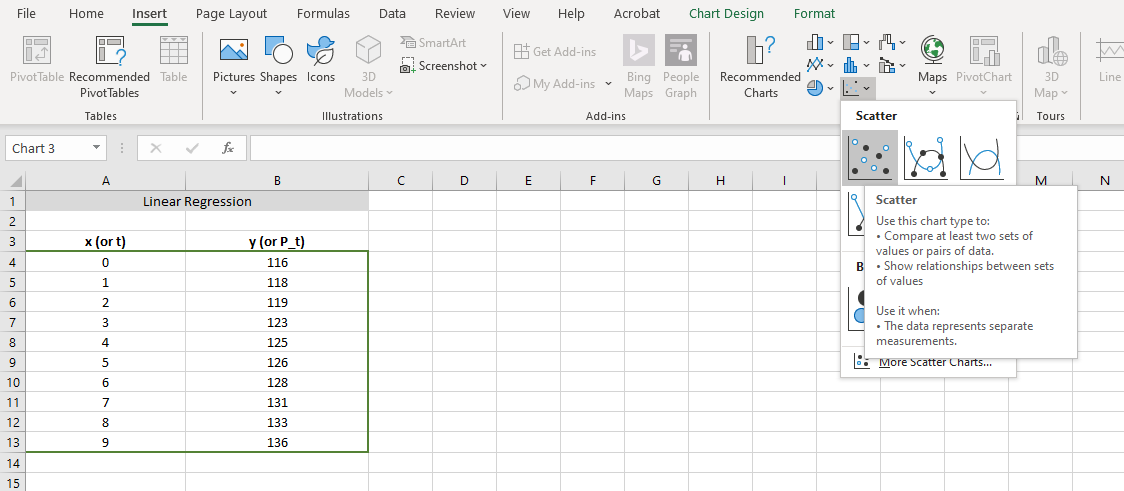 File Home Insert Page Layout Formulas Data Review View Help Acrobat Chart Design Format
PivotTable Recommended PivotTables Table
Pictures Shapes Icons 3D Models
SmartArt
Screenshot
Get Add-ins
My Add-ins
Bing Maps People Graph
Recommended Charts
Maps PivotChart
3D Map
Line
Tables Illustrations Add-ins Tours
Chart 3 fx
Scatter
A B C D E F G H I M N
1 Linear Regression
2
3 x (or t) y (or P_t)
4 0 116
5 1 118
6 2 119
7 3 123
8 4 125
9 5 126
10 6 128
11 7 131
12 8 133
13 9 136
14
15
Scatter
Use this chart type to:
• Compare at least two sets of
values or pairs of data.
• Show relationships between sets
of values
Use it when:
• The data represents separate
measurements.
B
More Scatter Charts...